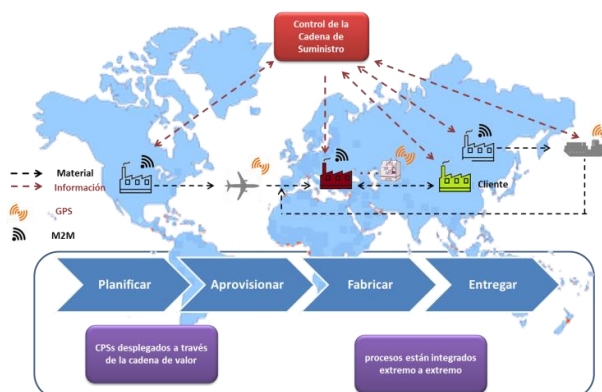 Control de la
Cadena de
Suministro
Material
Información
GPS
M2M
Cliente
Planificar
Aprovisionar
Fabricar
Entregar
CPSs desplegados a través
de la cadena de valor
procesos están integrados
extremo a extremo